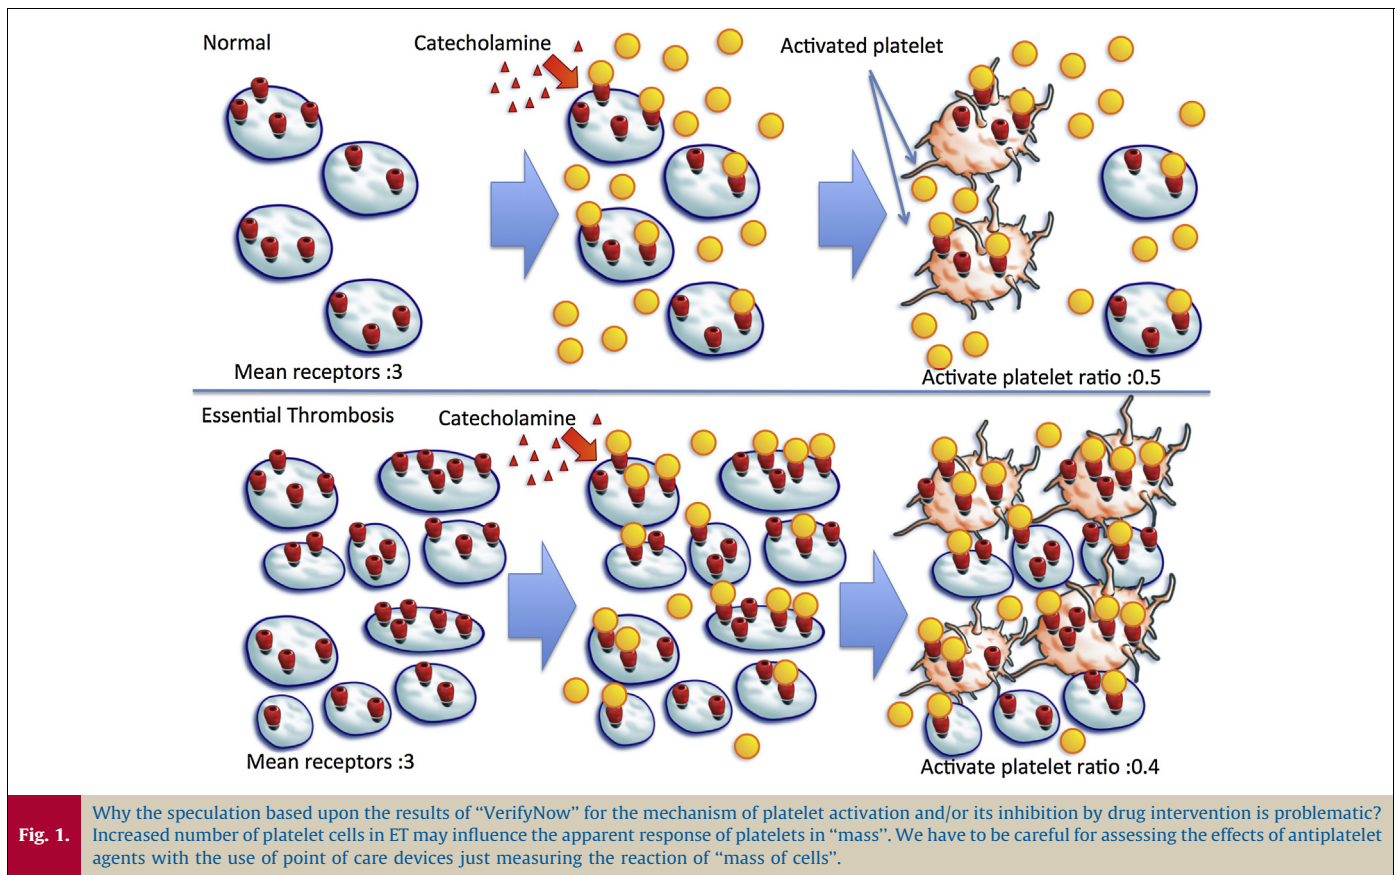 Normal
Catecholamine
Activated platelet
Mean receptors :3
Activate platelet ratio :0.5
Essential Thrombosis
Catecholamine
Mean receptors :3
Activate platelet ratio :0.4
Fig. 1.
Why the speculation based upon the results of “VerifyNow” for the mechanism of platelet activation and/or its inhibition by drug intervention is problematic?
Increased number of platelet cells in ET may influence the apparent response of platelets in “mass”. We have to be careful for assessing the effects of antiplatelet
agents with the use of point of care devices just measuring the reaction of “mass of cells”.